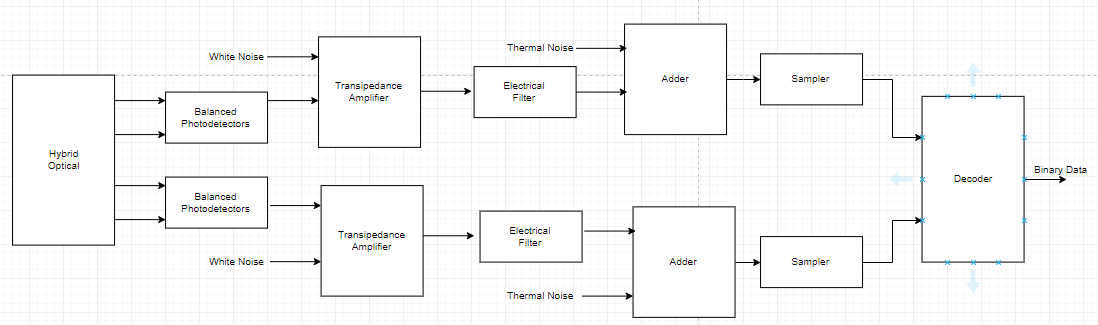 White Noise
Thermal Noise
Transipedance
Amplifier
Electrical
Filter
Adder
Sampler
Balanced
Photodetectors
Hybrid
Optical
Decoder
Binary Data
Balanced
Photodetectors
Transipedance
Amplifier
Electrical
Filter
White Noise
Adder
Sampler
Thermal Noise